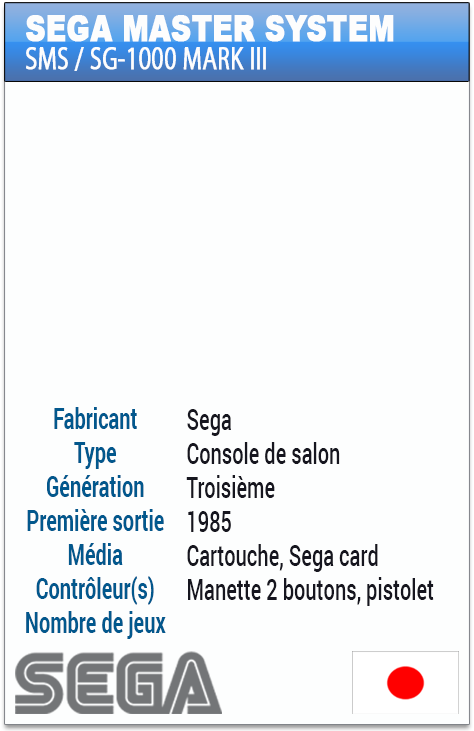 SEGA MASTER SYSTEM
SMS / SG-1000 MARK III
Fabricant Sega
Type Console de salon
Génération Troisième
Première sortie 1985
Média Cartouche, Sega card
Contrôleur(s) Manette 2 boutons, pistolet
Nombre de jeux
SEGA